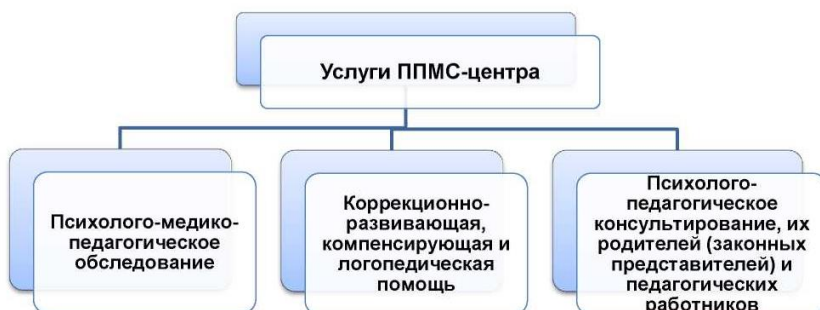 Услуги ППМС-центра
Психолого-медико-
педагогическое
обследование
Коррекционно-
развивающая,
компенсирующая и
логопедическая
помощь
Психолого-
педагогическое
консультирование, их
родителей (законных
представителей) и
педагогических
работников